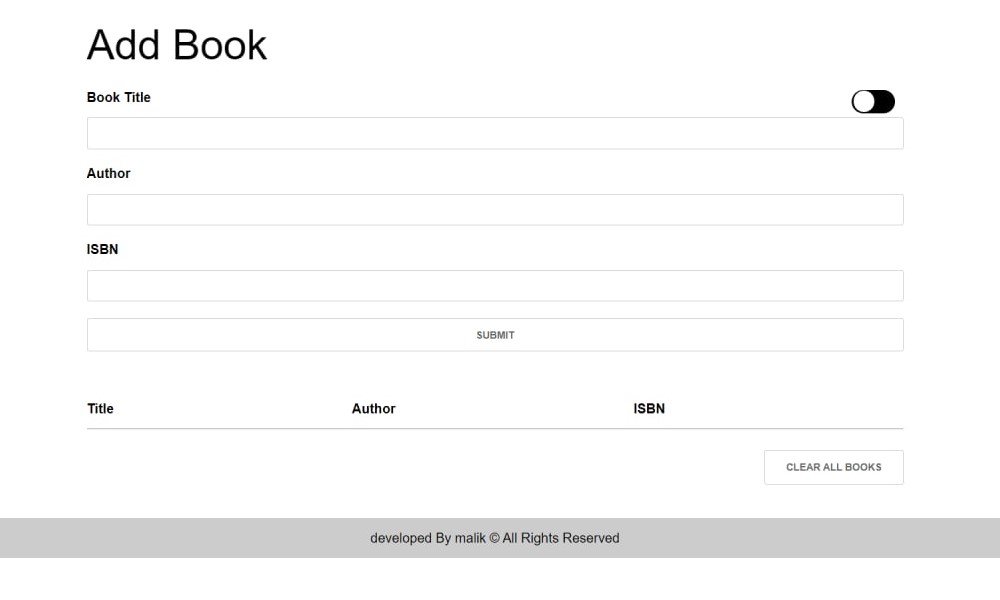 Add Book
Book Title
Author
ISBN
SUBMIT
Title Author ISBN
CLEAR ALL BOOKS
developed By malik © All Rights Reserved